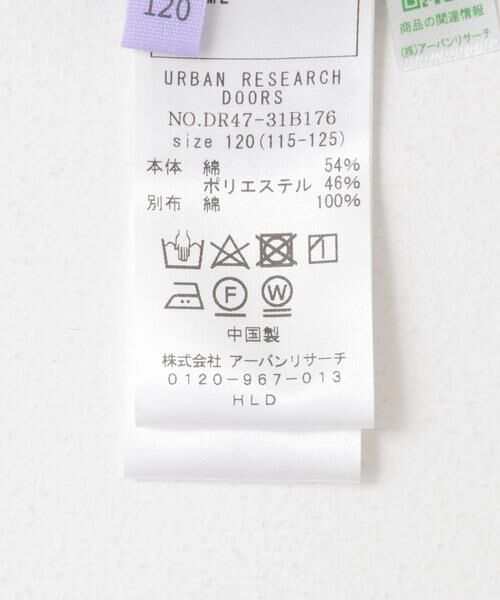 120
URBAN RESEARCH
DOORS
NO.DR47-31B176
size 120(115-125)
本体 綿 54%
ポリエステル 46%
別布 綿 100%
F W
中国製
株式会社 アーバンリサーチ
0120-967-013
HLD
商品の関連情報
(株)アーバンリサーチ